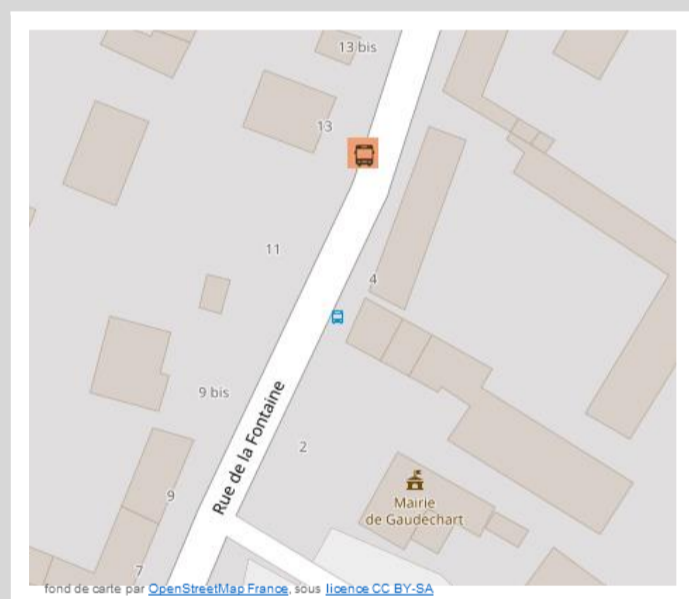 13 bis
13
11
4
9 bis
Rue de la Fontaine
2
Mairie
de Gaudechart
9
7
fond de carte par OpenStreetMap France, sous licence CC BY-SA